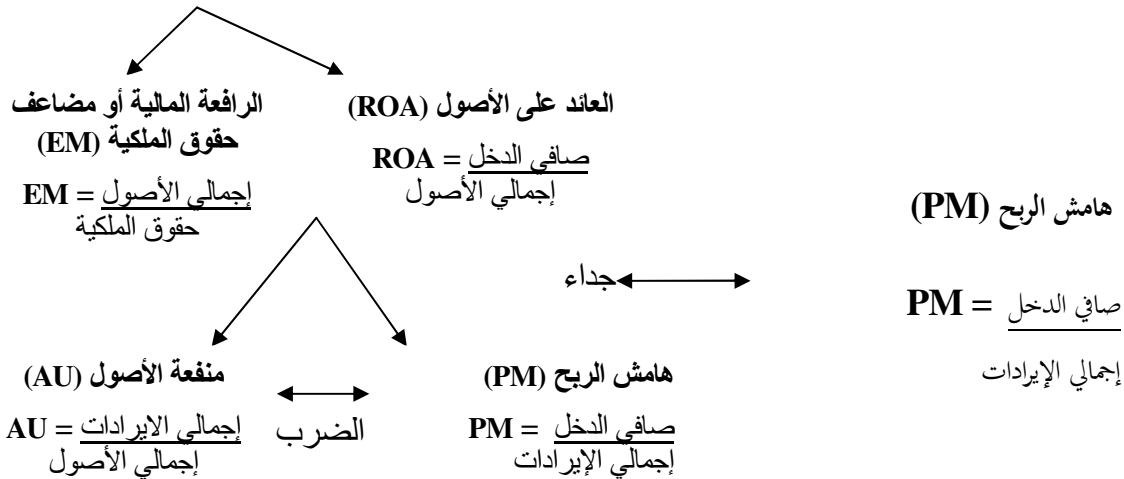 العائد على الأصول (ROA)
ROA = صافي الدخل
إجمالي الأصول
الرافعة المالية أو مضاعف
حقوق الملكية (EM)
EM = إجمالي الأصول
حقوق الملكية
هامش الربح (PM)
PM = صافي الدخل
إجمالي الإيرادات
جداء
هامش الربح (PM)
PM = صافي الدخل
إجمالي الإيرادات
الضرب
منفعة الأصول (AU)
AU = إجمالي الايرادات
إجمالي الأصول